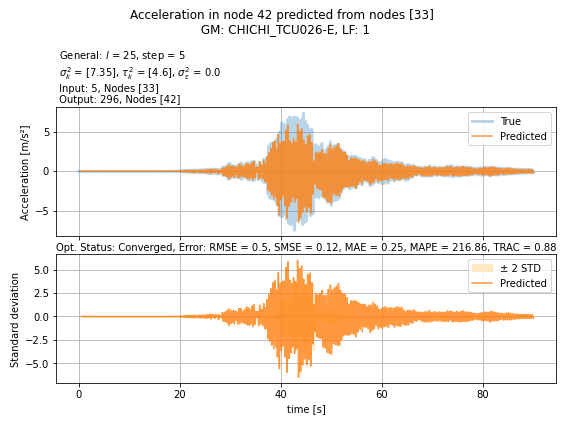 Acceleration in node 42 predicted from nodes [33]
GM: CHICHI_TCU026-E, LF: 1
General: l = 25, step = 5
σ²ₖ = [7.35], τ²ₖ = [4.6], σ²ε = 0.0
Input: 5, Nodes [33]
Output: 296, Nodes [42]
Acceleration [m/s²]
5
0
−5
True
Predicted
Opt. Status: Converged, Error: RMSE = 0.5, SMSE = 0.12, MAE = 0.25, MAPE = 216.86, TRAC = 0.88
Standard deviation
5.0
2.5
0.0
−2.5
−5.0
± 2 STD
Predicted
0 20 40 60 80
time [s]